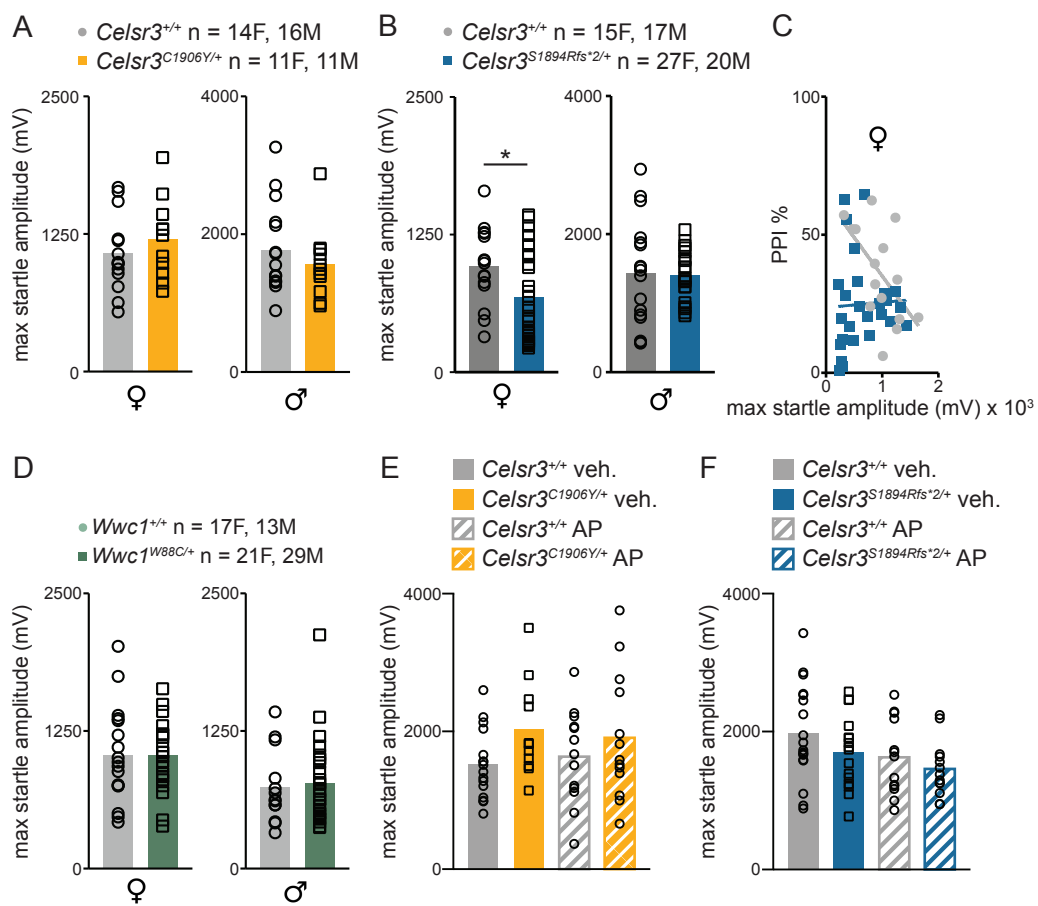 A
Celsr3+/+ n = 14F, 16M
Celsr3C1906Y/+ n = 11F, 11M
max startle amplitude (mV)
2500
1250
0
♀
4000
2000
0
♂
B
Celsr3+/+ n = 15F, 17M
Celsr3S1894Rfs*2/+ n = 27F, 20M
max startle amplitude (mV)
2500
1250
0
*
♀
4000
2000
0
♂
C
♀
PPI %
100
50
0
0 1 2
max startle amplitude (mV) x 10³
D
Wwc1+/+ n = 17F, 13M
Wwc1W88C/+ n = 21F, 29M
max startle amplitude (mV)
2500
1250
0
♀
2500
1250
0
♂
E
Celsr3+/+ veh.
Celsr3C1906Y/+ veh.
Celsr3+/+ AP
Celsr3C1906Y/+ AP
max startle amplitude (mV)
4000
2000
0
F
Celsr3+/+ veh.
Celsr3S1894Rfs*2/+ veh.
Celsr3+/+ AP
Celsr3S1894Rfs*2/+ AP
max startle amplitude (mV)
4000
2000
0